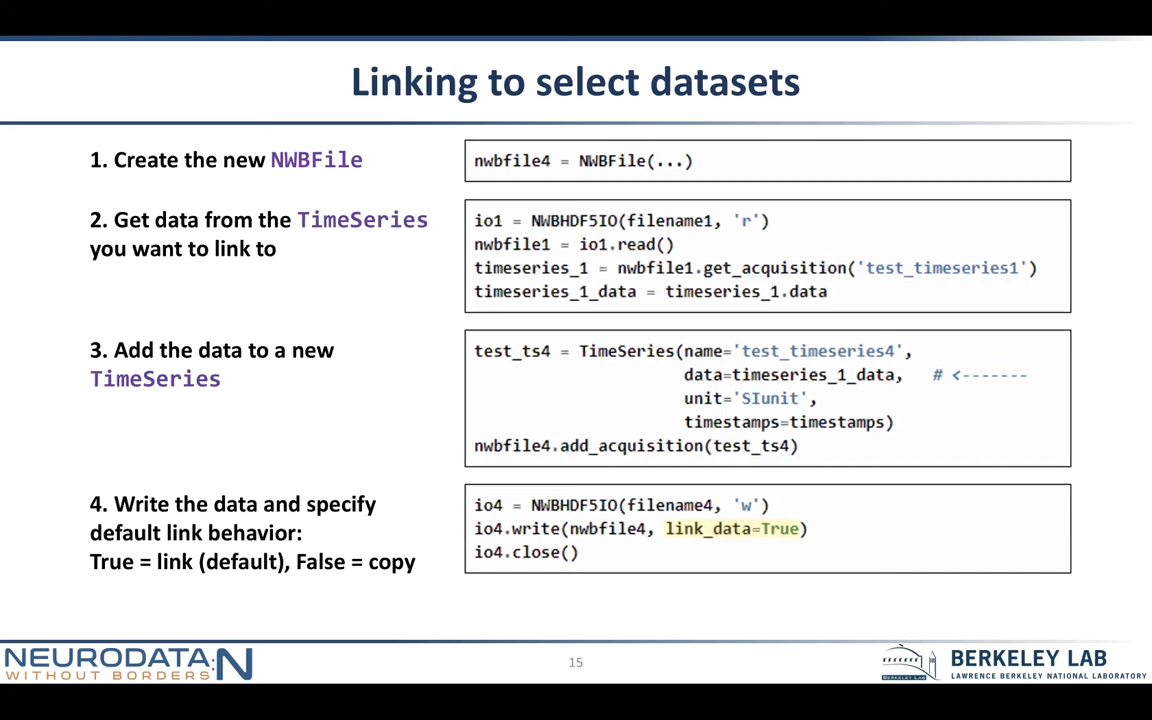 Linking to select datasets
1. Create the new NWBFile
nwbfile4 = NWBFile(...)
2. Get data from the TimeSeries
you want to link to
io1 = NWBHDF5IO(filename1, 'r')
nwbfile1 = io1.read()
timeseries_1 = nwbfile1.get_acquisition('test_timeseries1')
timeseries_1_data = timeseries_1.data
3. Add the data to a new
TimeSeries
test_ts4 = TimeSeries(name='test_timeseries4',
data=timeseries_1_data, # <-------
unit='SIunit',
timestamps=timestamps)
nwbfile4.add_acquisition(test_ts4)
4. Write the data and specify
default link behavior:
True = link (default), False = copy
io4 = NWBHDF5IO(filename4, 'w')
io4.write(nwbfile4, link_data=True)
io4.close()
NEURODATA:N
WITHOUT BORDERS
15
BERKELEY LAB
LAWRENCE BERKELEY NATIONAL LABORATORY